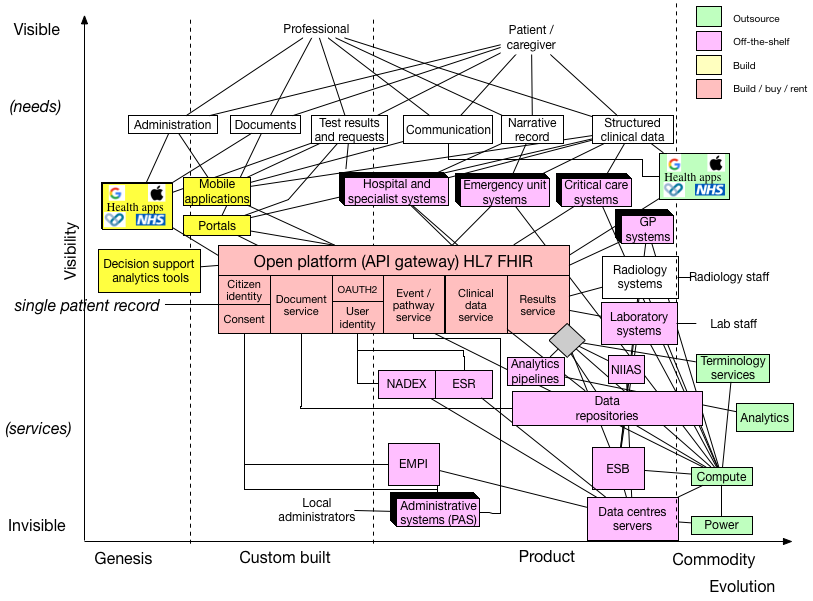 Visible
Professional
Patient /
caregiver
Outsource
Off-the-shelf
Build
Build / buy / rent
(needs)
Administration
Documents
Test results
and requests
Communication
Narrative
record
Structured
clinical data
G
Health apps
NHS
Mobile
applications
Hospital and
specialist systems
Emergency unit
systems
Critical care
systems
G
Health apps
NHS
Portals
GP
systems
Visibility
Decision support
analytics tools
Open platform (API gateway) HL7 FHIR
Radiology
systems
Radiology staff
single patient record
Citizen
identity
Consent
Document
service
OAUTH2
User
identity
Event /
pathway
service
Clinical
data
service
Results
service
Laboratory
systems
Lab staff
Analytics
pipelines
NIIAS
Terminology
services
NADEX
ESR
Data
repositories
Analytics
(services)
EMPI
ESB
Compute
Local
administrators
Administrative
systems (PAS)
Data centres
servers
Power
Invisible
Genesis
Custom built
Product
Commodity
Evolution